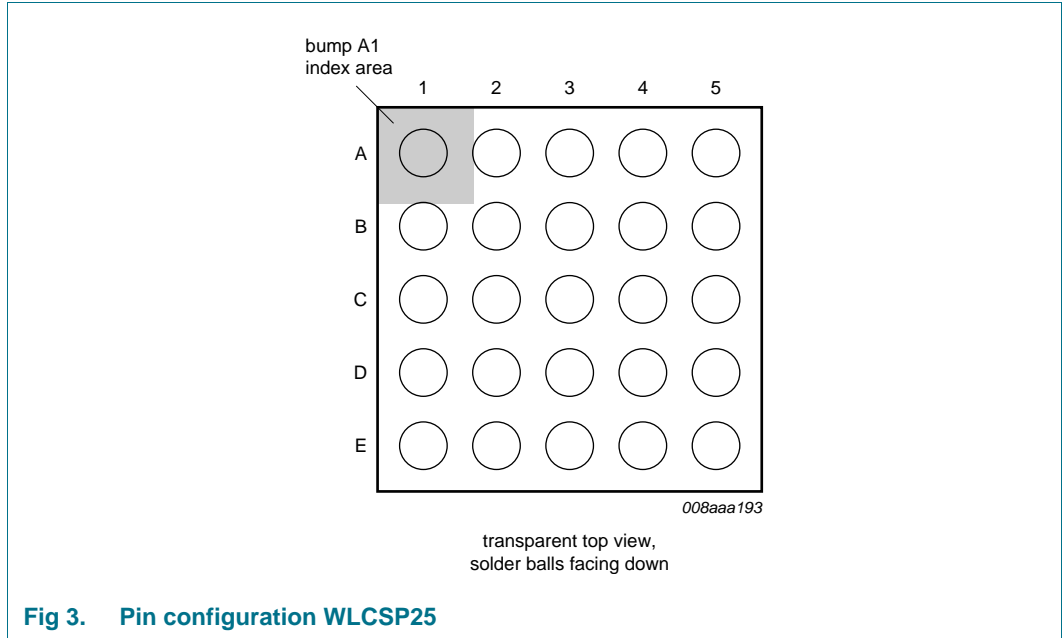 bump A1
index area
1 2 3 4 5
A
B
C
D
E
008aaa193
transparent top view,
solder balls facing down
Fig 3. Pin configuration WLCSP25